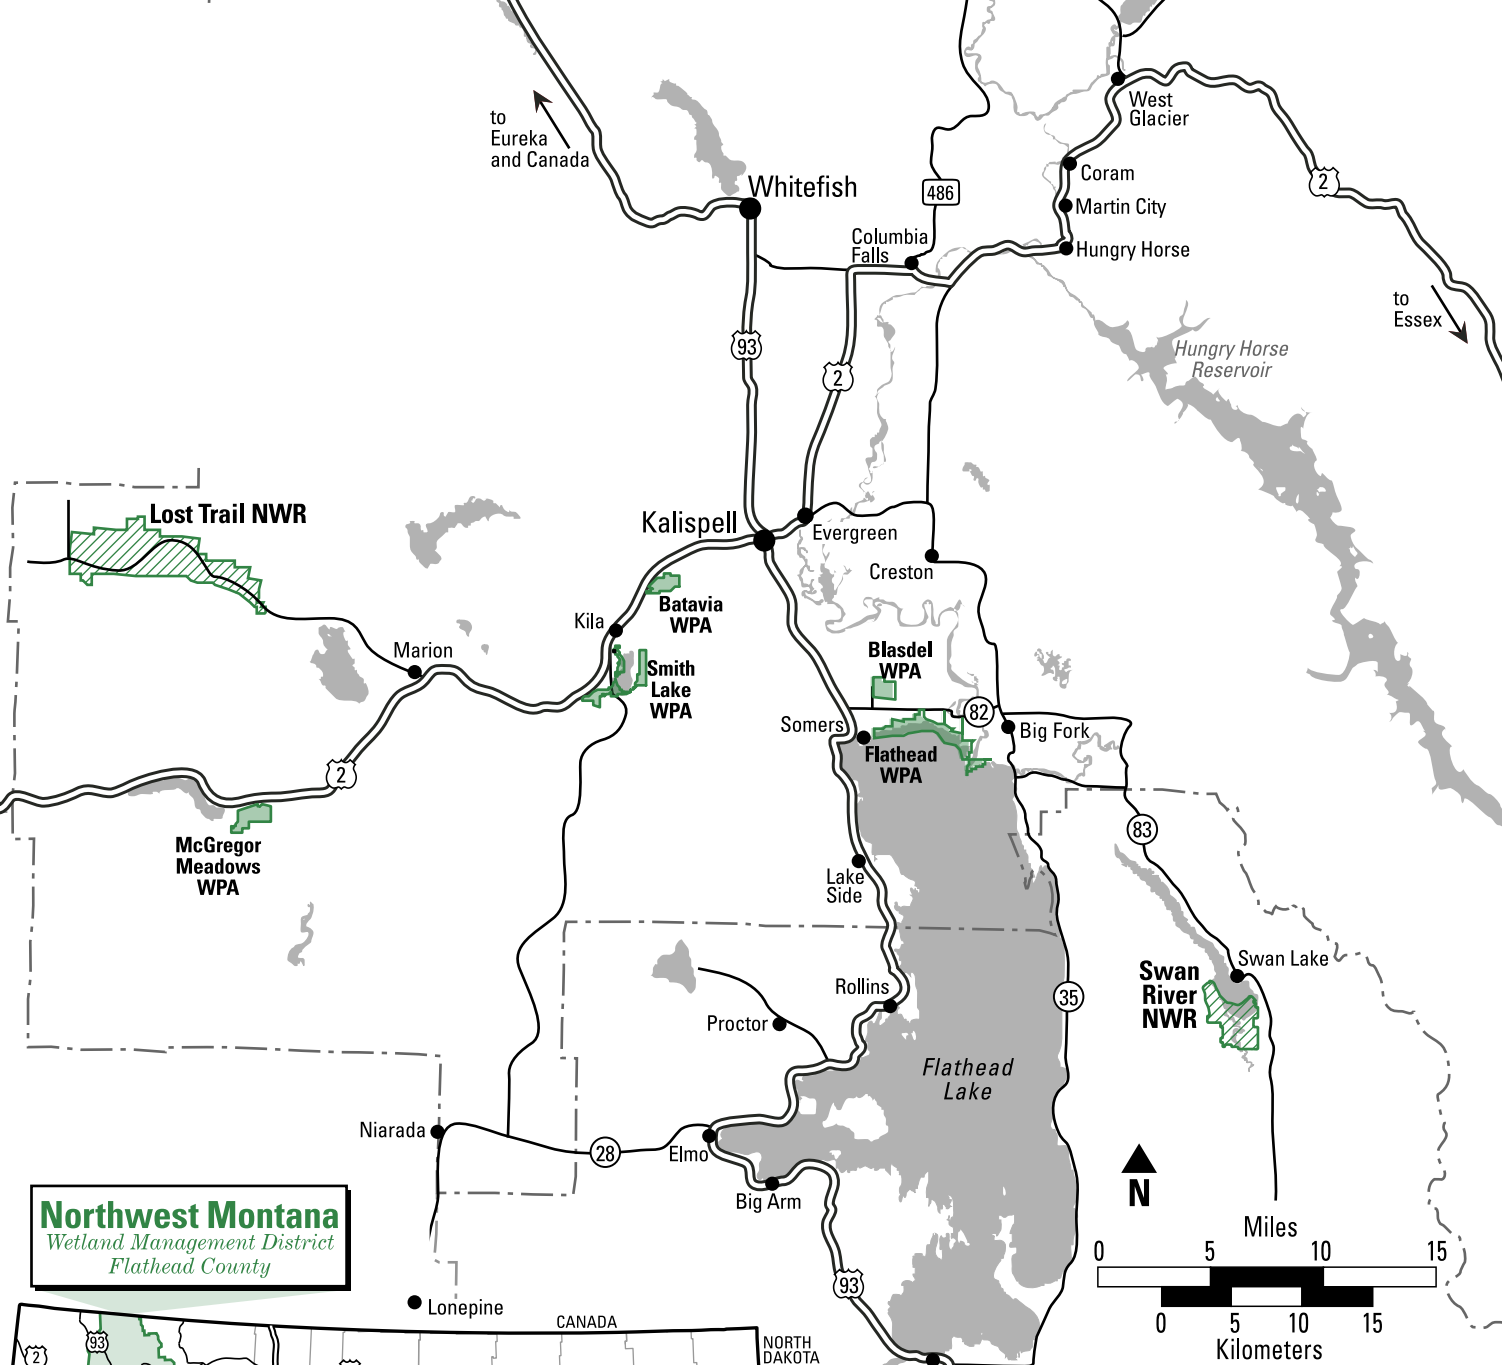 to
Eureka
and Canada
Whitefish
West
Glacier
Coram
Martin City
Hungry Horse
486
Columbia
Falls
2
to
Essex
93
2
Hungry Horse
Reservoir
Lost Trail NWR
Kalispell
Evergreen
Creston
Batavia
WPA
Kila
Marion
Smith
Lake
WPA
Blasdel
WPA
82
Somers
Big Fork
Flathead
WPA
2
McGregor
Meadows
WPA
83
Lake
Side
Swan Lake
Swan
River
NWR
Rollins
35
Proctor
Flathead
Lake
Niarada
28
Elmo
Big Arm
N
Northwest Montana
Wetland Management District
Flathead County
Miles
0 5 10 15
0 5 10 15
Kilometers
93
Lonepine
CANADA
NORTH
DAKOTA
93
2